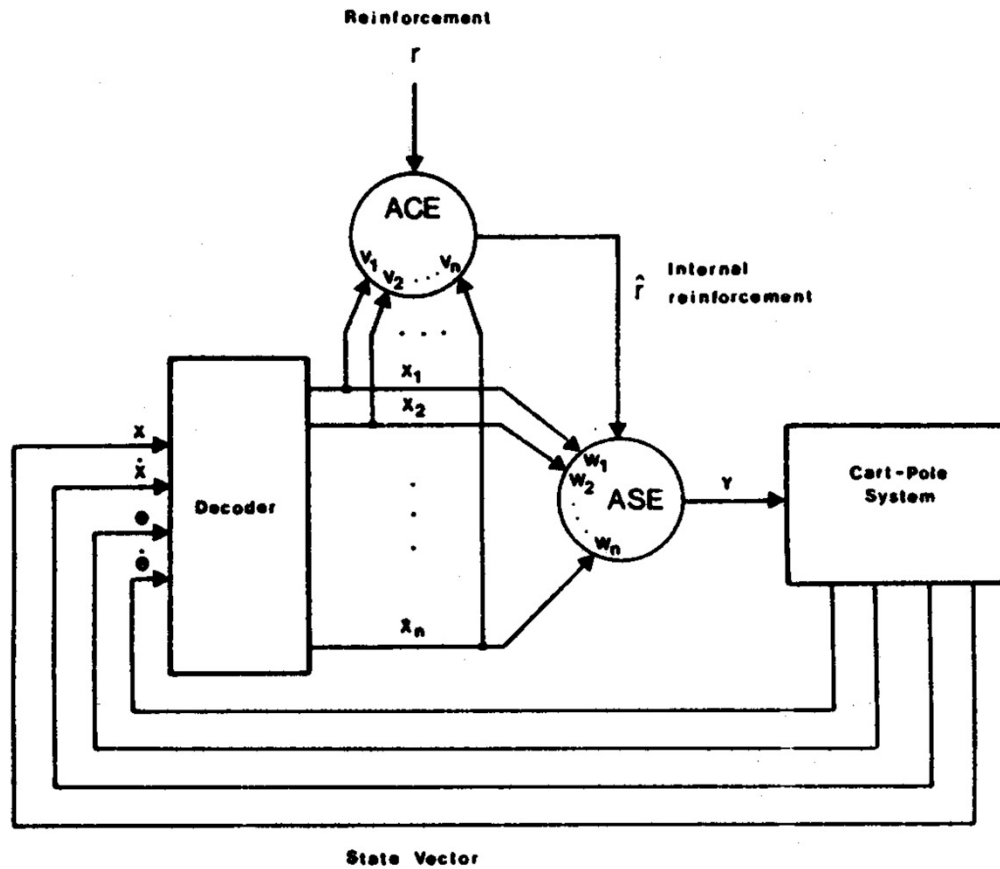 Reinforcement
r
ACE
v₁ v₂ . . . vₙ
r̂
Internal
reinforcement
. . .
x₁
x₂
xₙ
x
ẋ
θ
θ̇
Decoder
w₁
w₂
wₙ
ASE
Y
Cart-Pole
System
State Vector